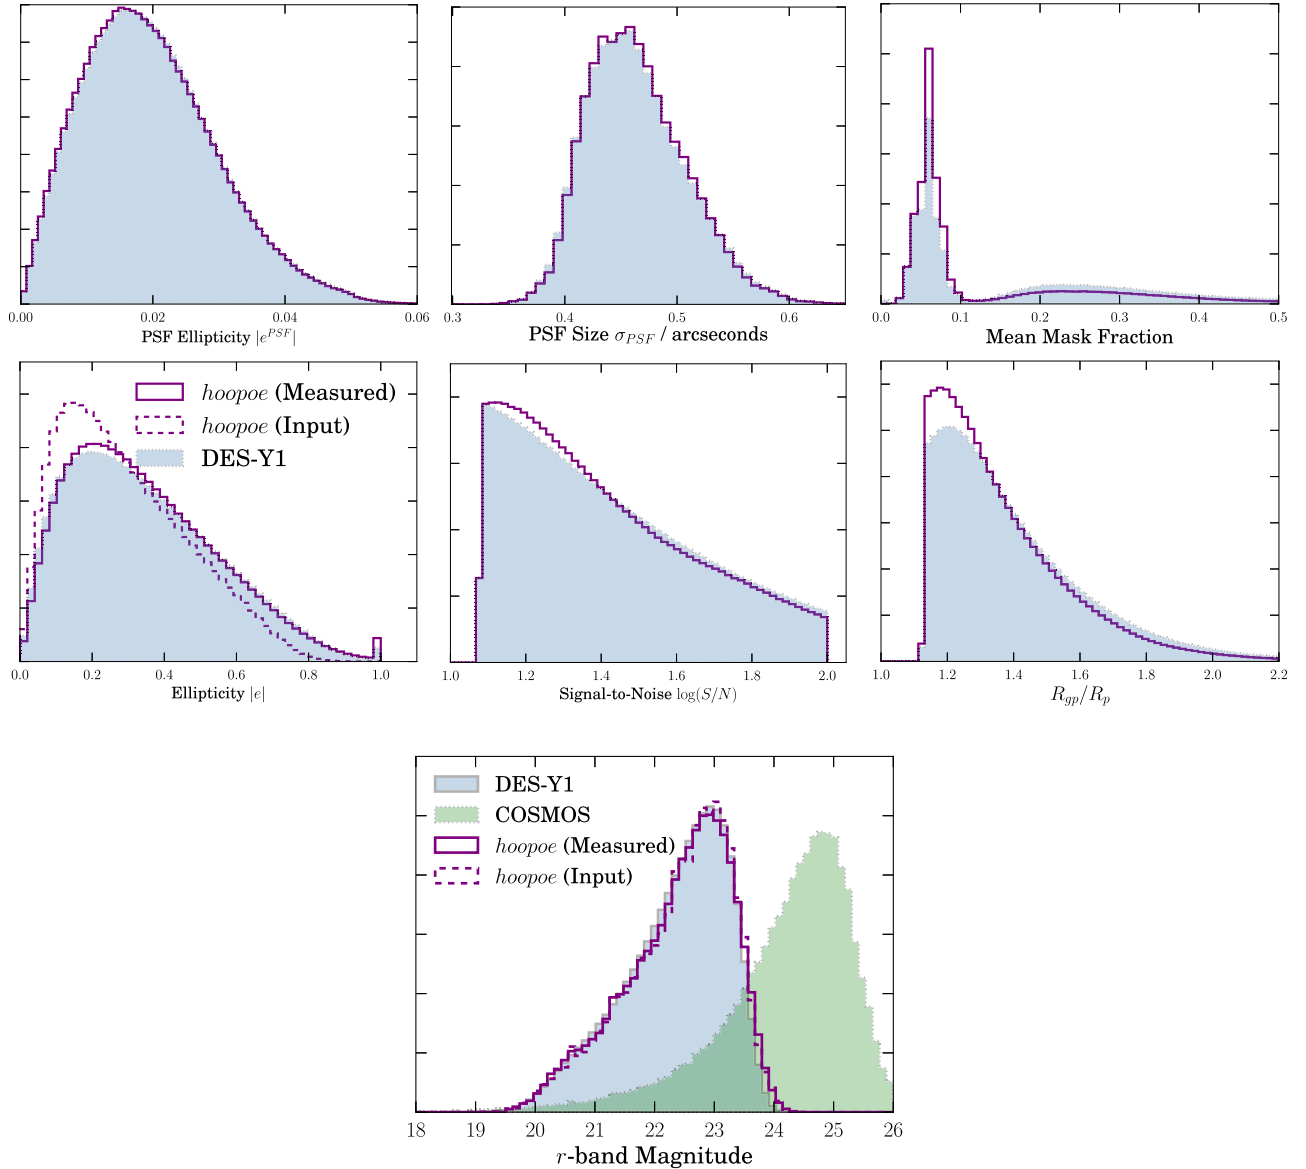 0.00 0.02 0.04 0.06
PSF Ellipticity |e^{PSF}|
0.3 0.4 0.5 0.6
PSF Size σ_{PSF} / arcseconds
0.0 0.1 0.2 0.3 0.4 0.5
Mean Mask Fraction
hoopoe (Measured)
hoopoe (Input)
DES-Y1
0.0 0.2 0.4 0.6 0.8 1.0
Ellipticity |e|
1.0 1.2 1.4 1.6 1.8 2.0
Signal-to-Noise log(S/N)
1.0 1.2 1.4 1.6 1.8 2.0 2.2
R_{gp}/R_p
DES-Y1
COSMOS
hoopoe (Measured)
hoopoe (Input)
18 19 20 21 22 23 24 25 26
r-band Magnitude